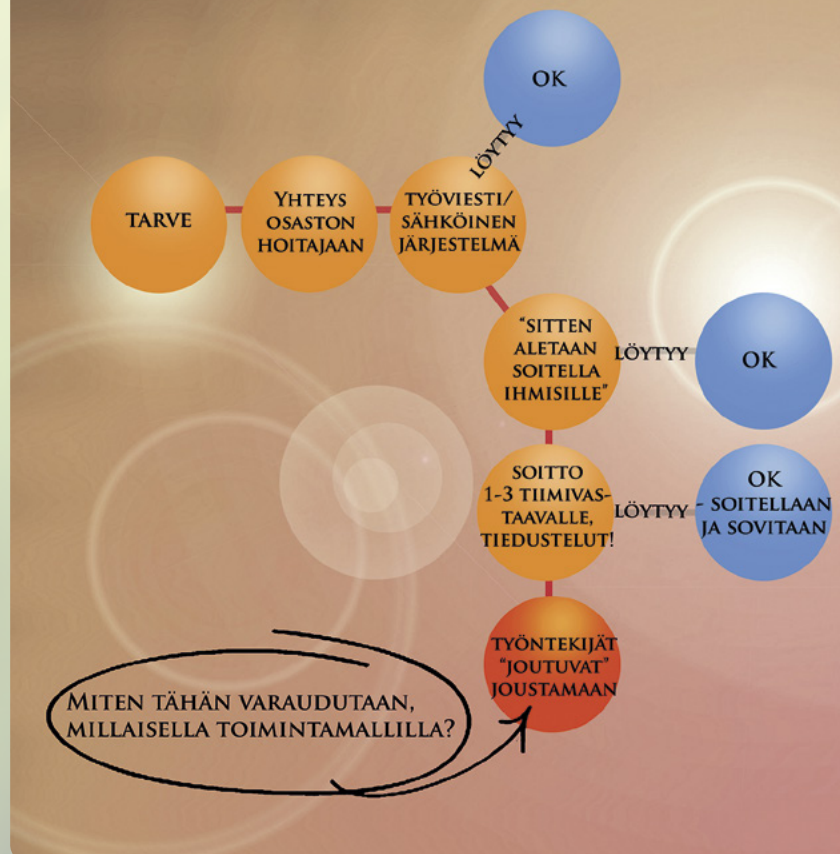 OK
LÖYTYY
TARVE
YHTEYS
OSASTON
HOITAJAAN
TYÖVIESTI/
SÄHKÖINEN
JÄRJESTELMÄ
"SITTEN
ALETAAN
SOITELLA
IHMISILLE"
LÖYTYY
OK
SOITTO
1-3 TIIMIVAS-
TAAVALLE,
TIEDUSTELUT!
LÖYTYY
OK
- SOITELLAAN
JA SOVITAAN
TYÖNTEKIJÄT
"JOUTUVAT"
JOUSTAMAAN
MITEN TÄHÄN VARAUDUTAAN,
MILLAISELLA TOIMINTAMALLILLA?